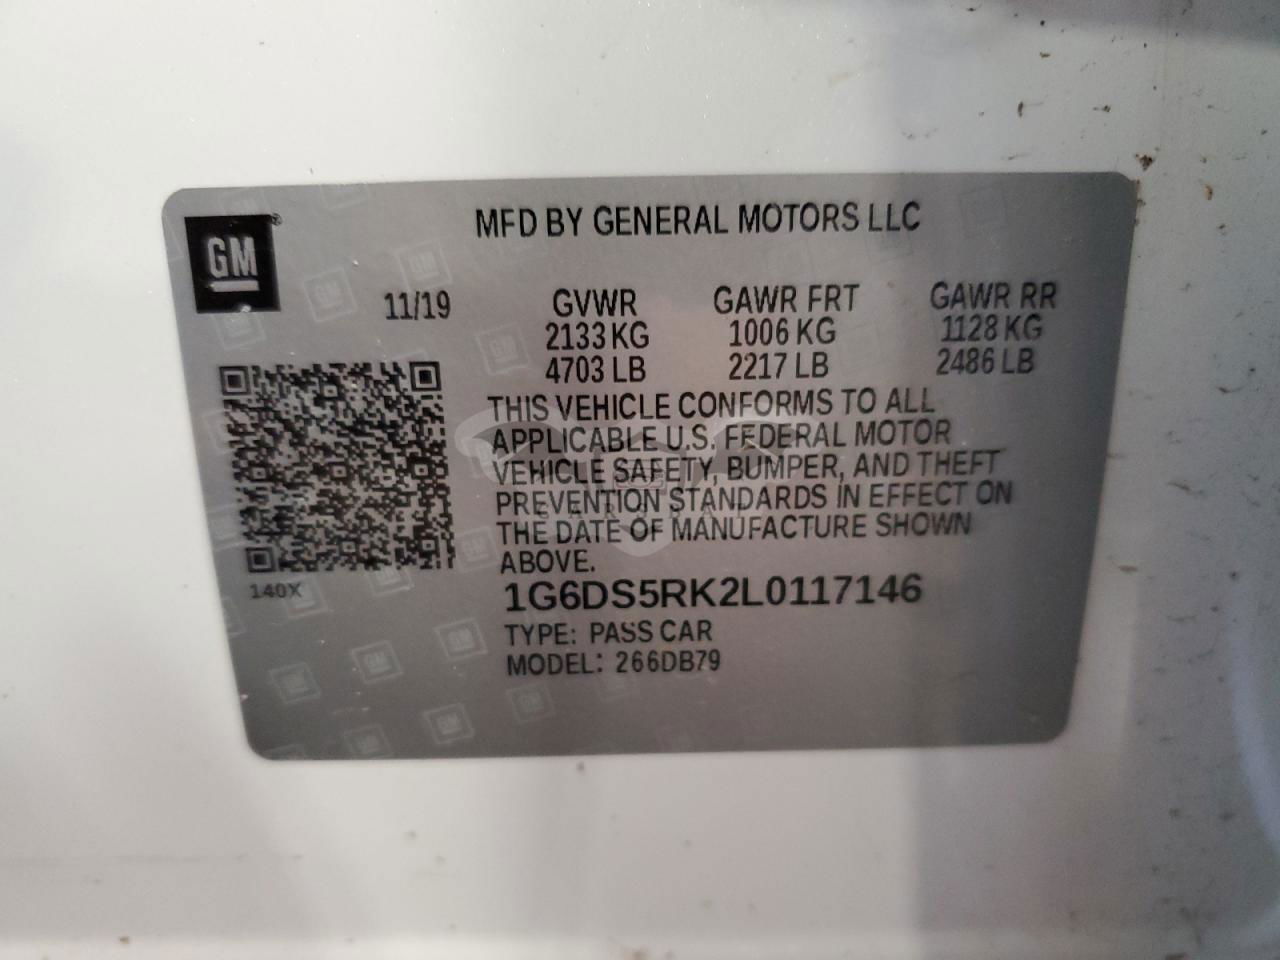 MFD BY GENERAL MOTORS LLC
GM®
11/19 GVWR GAWR FRT GAWR RR
2133 KG 1006 KG 1128 KG
4703 LB 2217 LB 2486 LB
THIS VEHICLE CONFORMS TO ALL
APPLICABLE U.S. FEDERAL MOTOR
VEHICLE SAFETY, BUMPER, AND THEFT
PREVENTION STANDARDS IN EFFECT ON
THE DATE OF MANUFACTURE SHOWN
ABOVE.
140X
1G6DS5RK2L0117146
TYPE: PASS CAR
MODEL: 266DB79